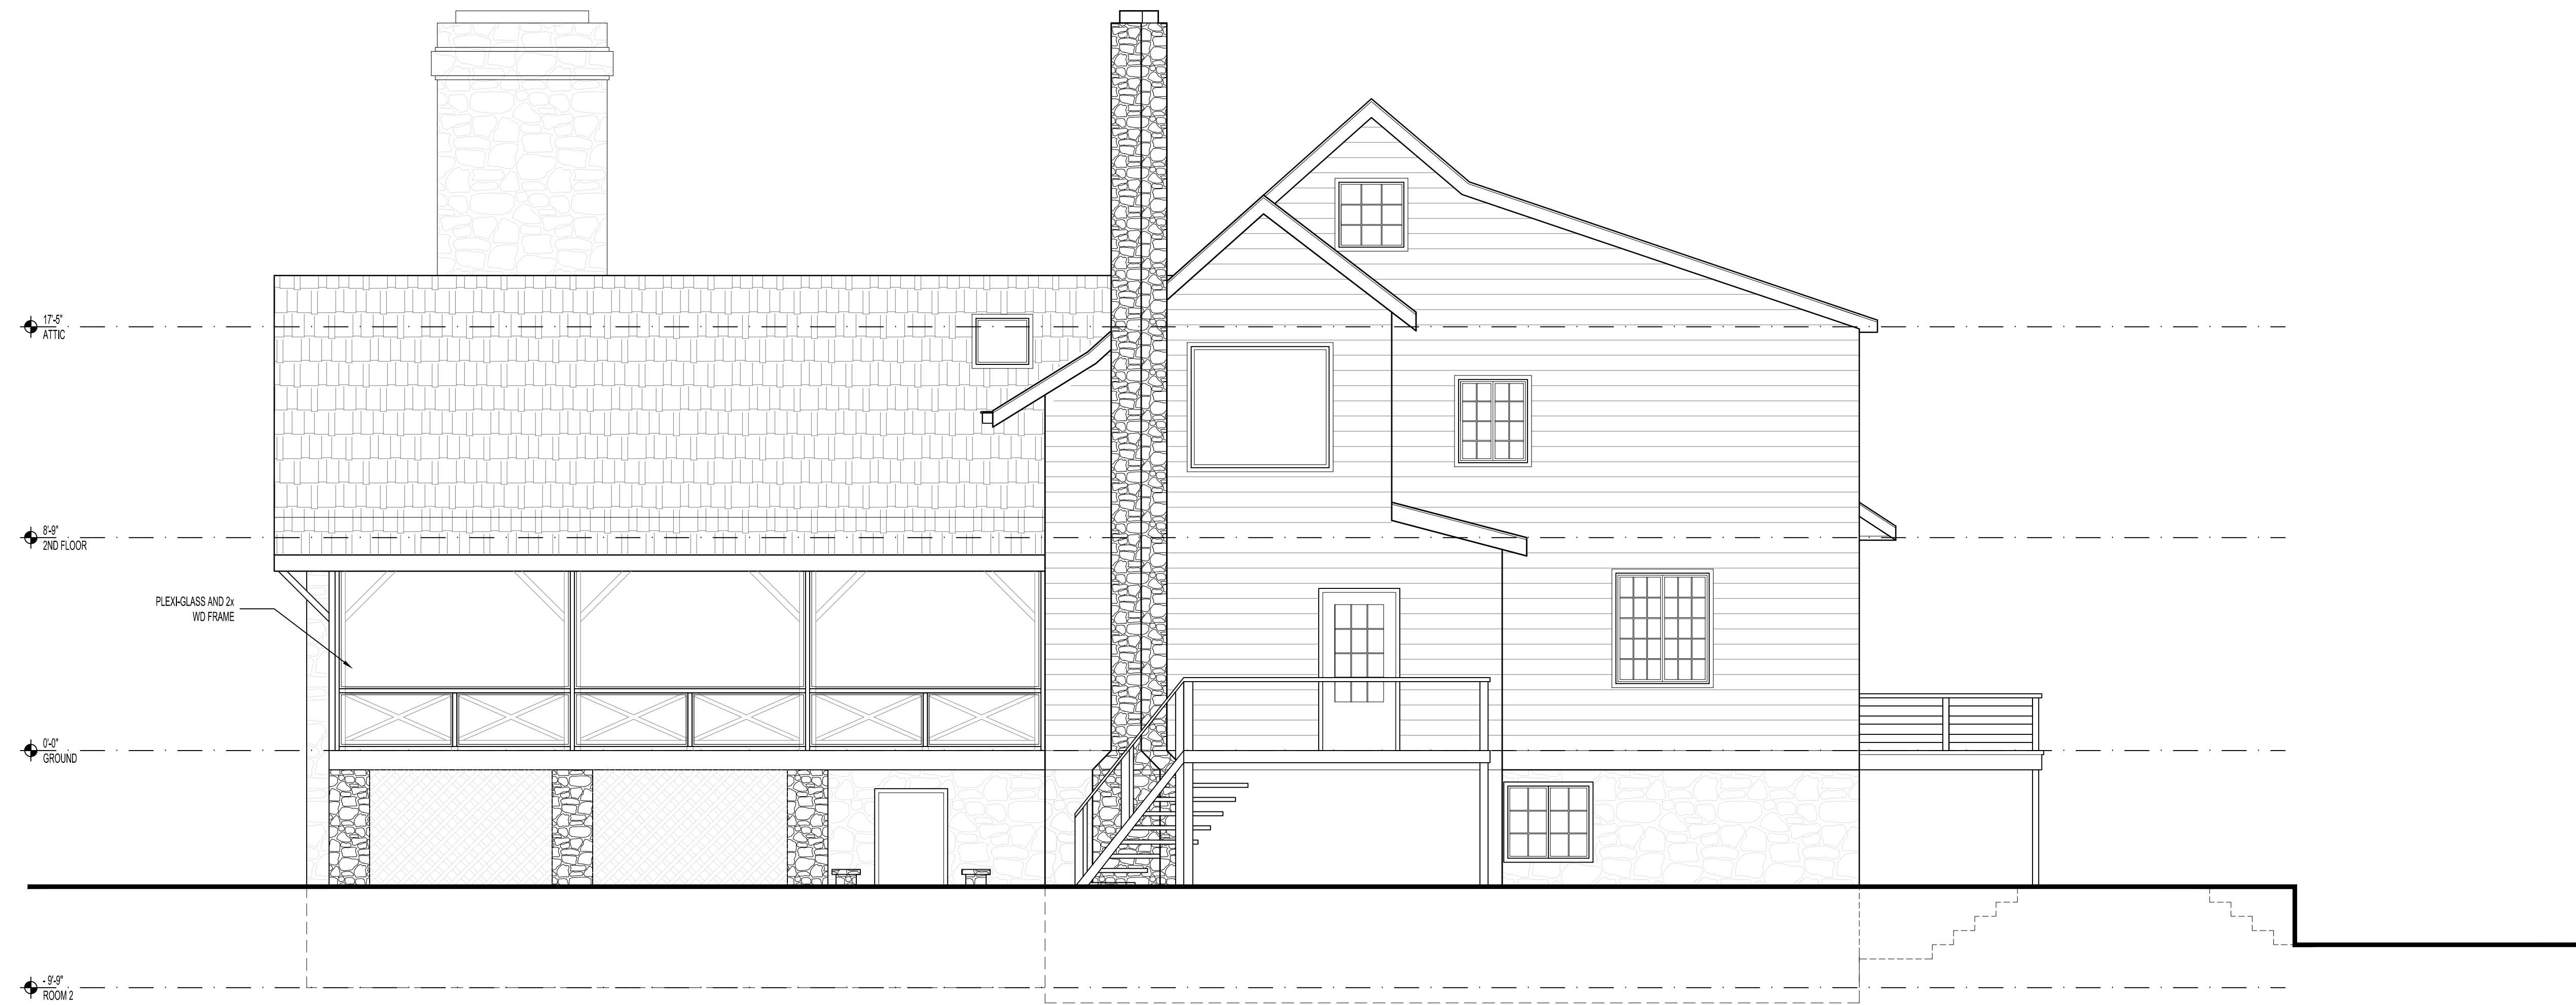 17'-5"
ATTIC
8'-9"
2ND FLOOR
PLEXI-GLASS AND 2x
WD FRAME
0'-0"
GROUND
- 9'-9"
ROOM 2